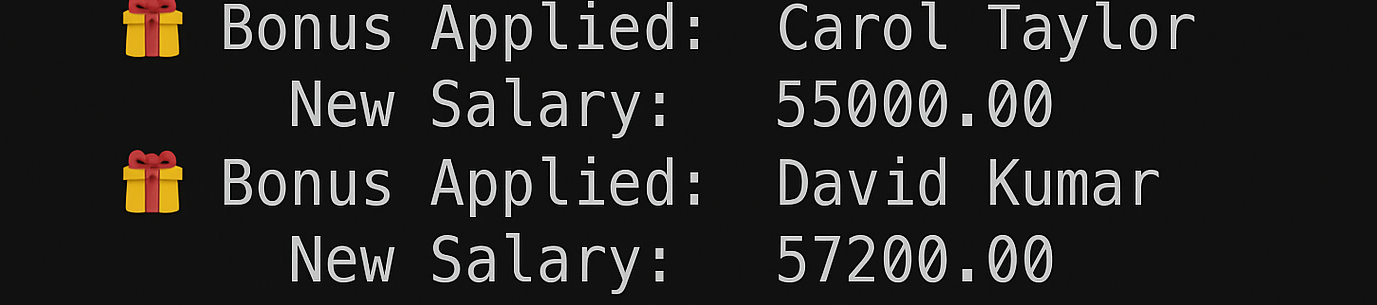 🎁 Bonus Applied: Carol Taylor
New Salary: 55000.00
🎁 Bonus Applied: David Kumar
New Salary: 57200.00